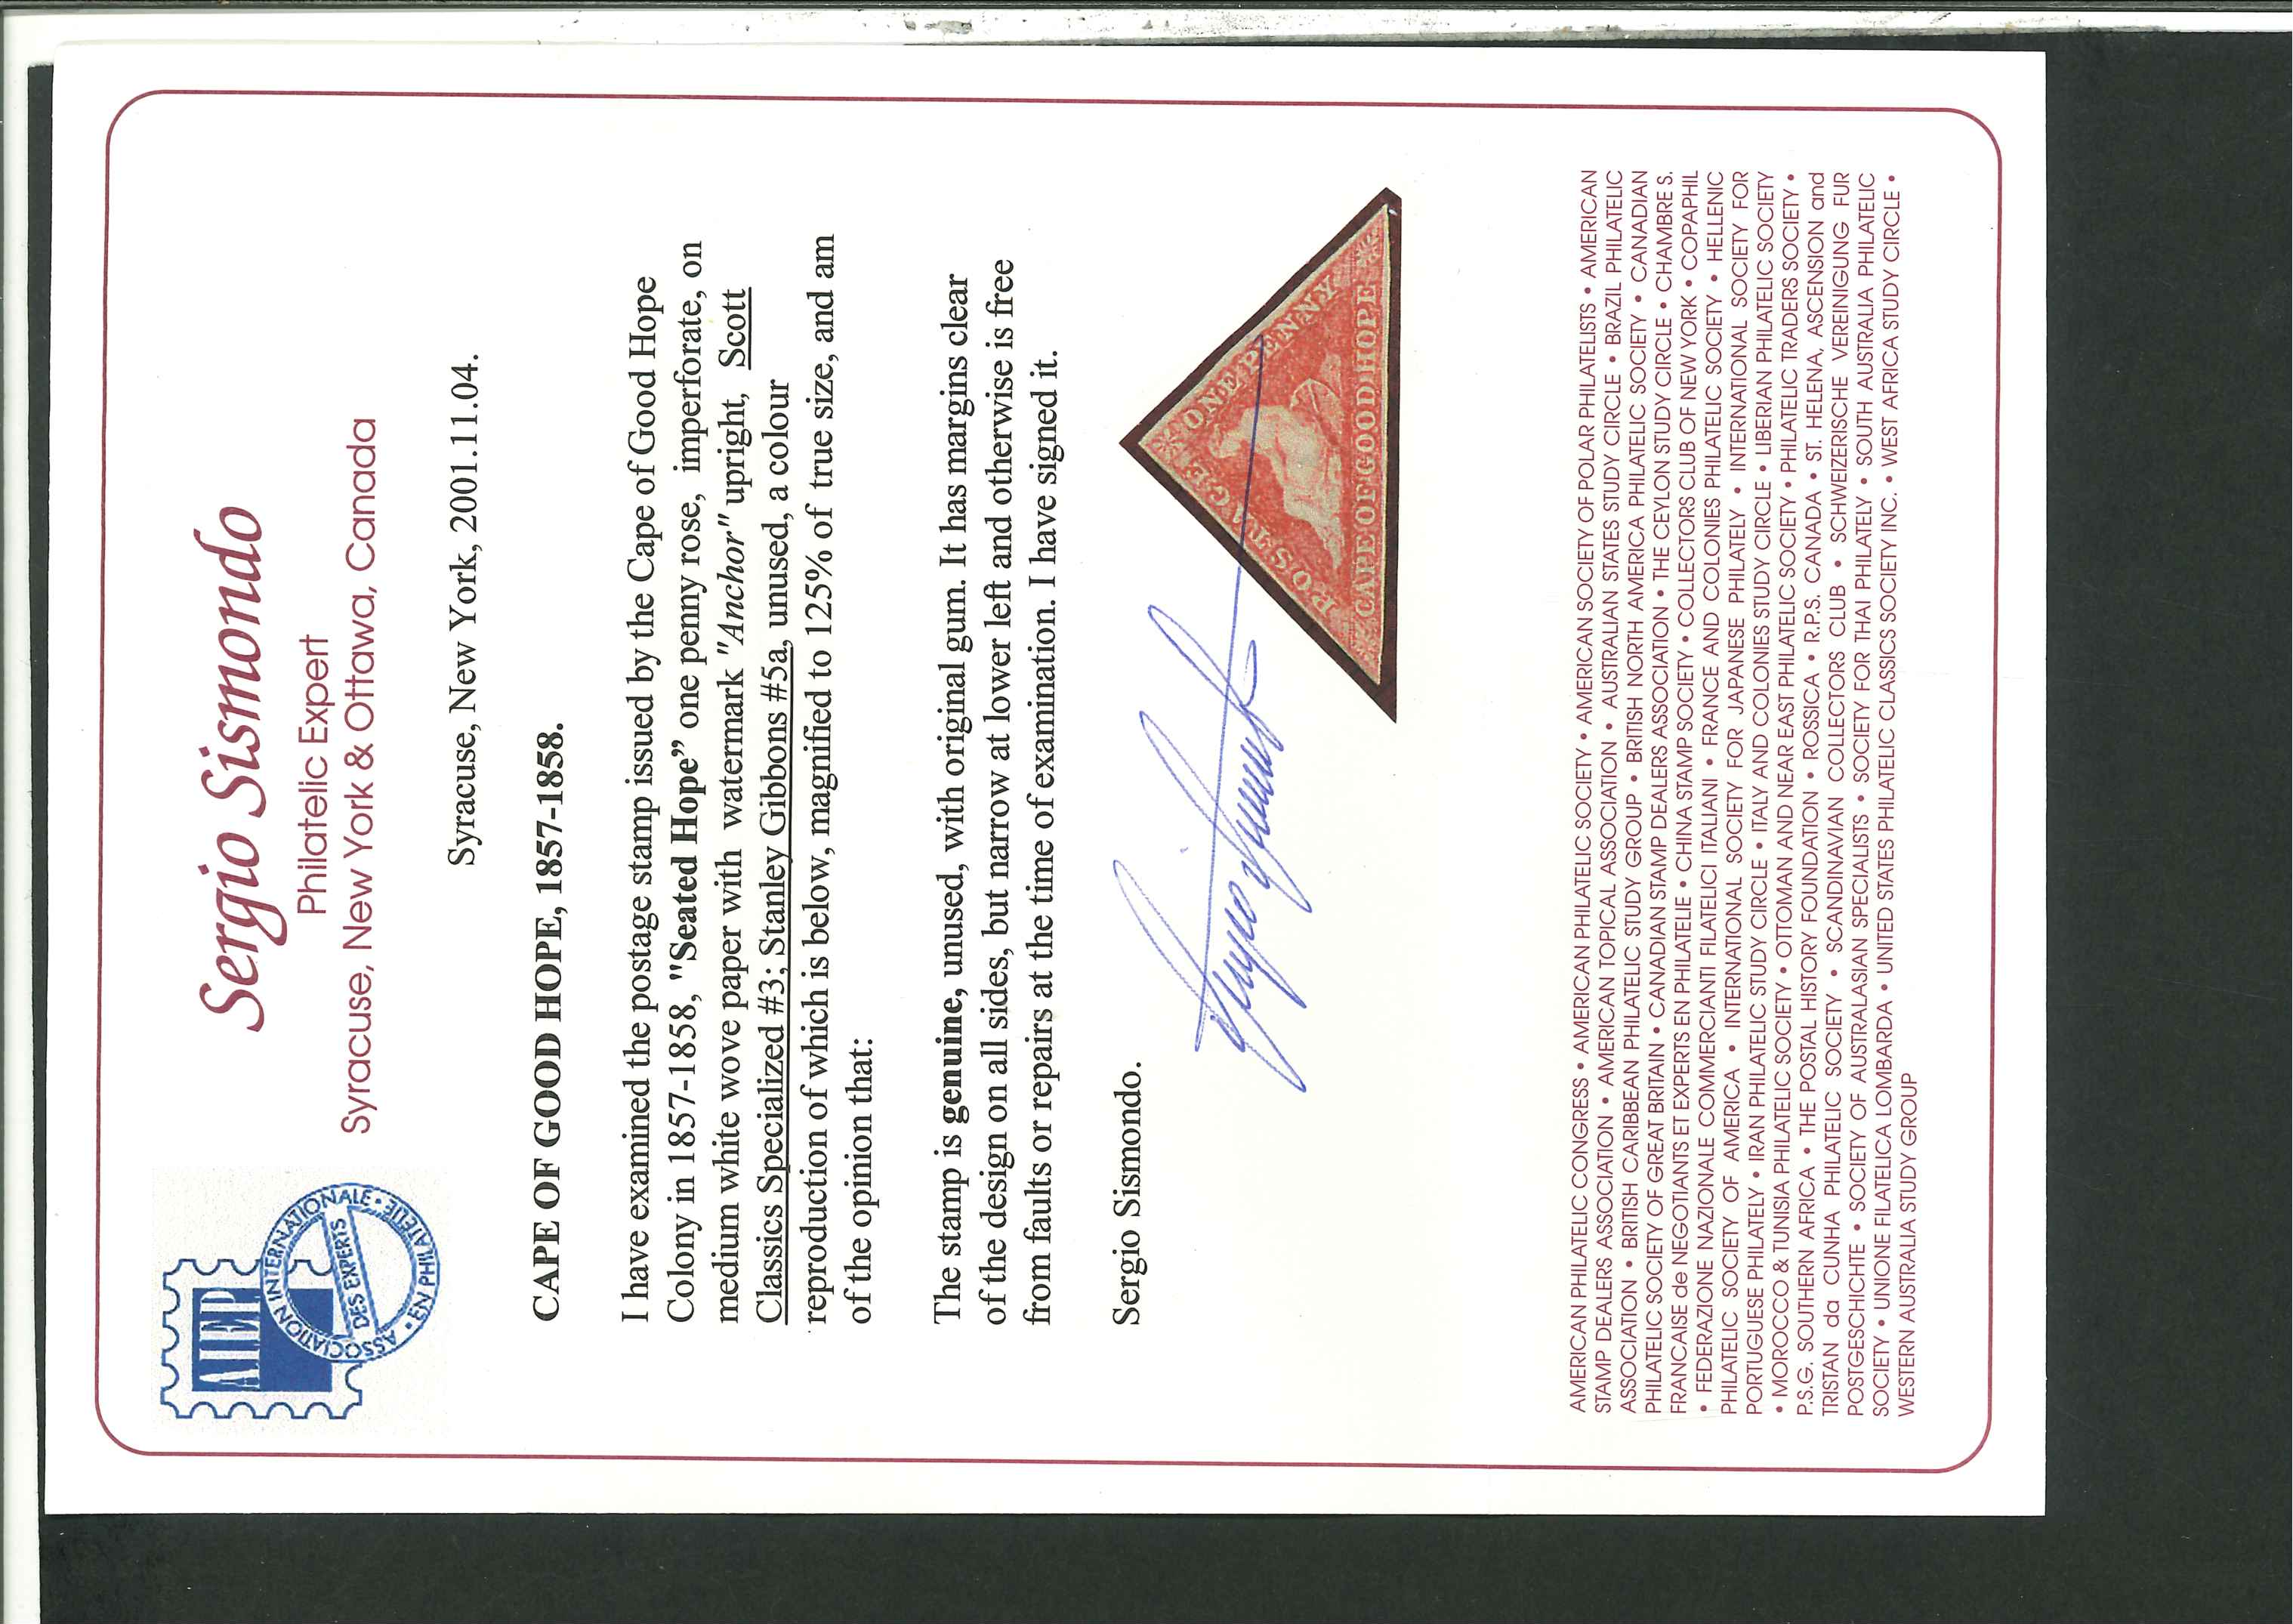 AIEP
ASSOCIATION INTERNATIONALE • DES EXPERTS • EN PHILATELIE •
Sergio Sismondo
Philatelic Expert
Syracuse, New York & Ottawa, Canada
Syracuse, New York, 2001.11.04.
CAPE OF GOOD HOPE, 1857-1858.
I have examined the postage stamp issued by the Cape of Good Hope
Colony in 1857-1858, "Seated Hope” one penny rose, imperforate, on
medium white wove paper with watermark "Anchor" upright, Scott
Classics Specialized #3; Stanley Gibbons #5a, unused, a colour
reproduction of which is below, magnified to 125% of true size, and am
of the opinion that:
The stamp is genuine, unused, with original gum. It has margins clear
of the design on all sides, but narrow at lower left and otherwise is free
from faults or repairs at the time of examination. I have signed it.
Sergio Sismondo.
POSTAGE
ONE PENNY
CAPE OF GOOD HOPE
AMERICAN PHILATELIC CONGRESS • AMERICAN PHILATELIC SOCIETY • AMERICAN SOCIETY OF POLAR PHILATELISTS • AMERICAN
STAMP DEALERS ASSOCIATION • AMERICAN TOPICAL ASSOCIATION • AUSTRALIAN STATES STUDY CIRCLE • BRAZIL PHILATELIC
ASSOCIATION • BRITISH CARIBBEAN PHILATELIC STUDY GROUP • BRITISH NORTH AMERICA PHILATELIC SOCIETY • CANADIAN
PHILATELIC SOCIETY OF GREAT BRITAIN • CANADIAN STAMP DEALERS ASSOCIATION • THE CEYLON STUDY CIRCLE • CHAMBRE S.
FRANCAISE de NEGOTIANTS ET EXPERTS EN PHILATELIE • CHINA STAMP SOCIETY • COLLECTORS CLUB OF NEW YORK • COPAPHIL
• FEDERAZIONE NAZIONALE COMMERCIANTI FILATELICI ITALIANI • FRANCE AND COLONIES PHILATELIC SOCIETY • HELLENIC
PHILATELIC SOCIETY OF AMERICA • INTERNATIONAL SOCIETY FOR JAPANESE PHILATELY • INTERNATIONAL SOCIETY FOR
PORTUGUESE PHILATELY • IRAN PHILATELIC STUDY CIRCLE • ITALY AND COLONIES STUDY CIRCLE • LIBERIAN PHILATELIC SOCIETY
• MOROCCO & TUNISIA PHILATELIC SOCIETY • OTTOMAN AND NEAR EAST PHILATELIC SOCIETY • PHILATELIC TRADERS SOCIETY •
P.S.G. SOUTHERN AFRICA • THE POSTAL HISTORY FOUNDATION • ROSSICA • R.P.S. CANADA • ST. HELENA, ASCENSION and
TRISTAN da CUNHA PHILATELIC SOCIETY • SCANDINAVIAN COLLECTORS CLUB • SCHWEIZERISCHE VEREINIGUNG FUR
POSTGESCHICHTE • SOCIETY OF AUSTRALASIAN SPECIALISTS • SOCIETY FOR THAI PHILATELY • SOUTH AUSTRALIA PHILATELIC
SOCIETY • UNIONE FILATELICA LOMBARDA • UNITED STATES PHILATELIC CLASSICS SOCIETY INC. • WEST AFRICA STUDY CIRCLE •
WESTERN AUSTRALIA STUDY GROUP